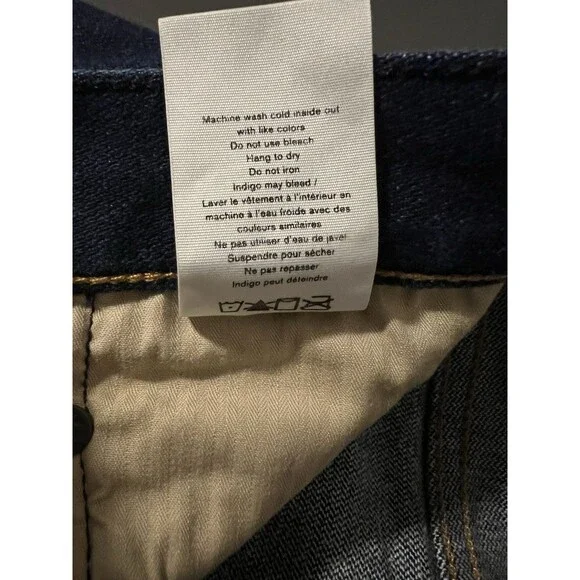 Machine wash cold inside out
with like colors
Do not use bleach
Hang to dry
Do not iron
Indigo may bleed /
Laver le vêtement à l'intérieur en
machine à l'eau froide avec des
couleurs similaires
Ne pas utiliser d'eau de javel
Suspendre pour sécher
Ne pas repasser
Indigo peut déteindre